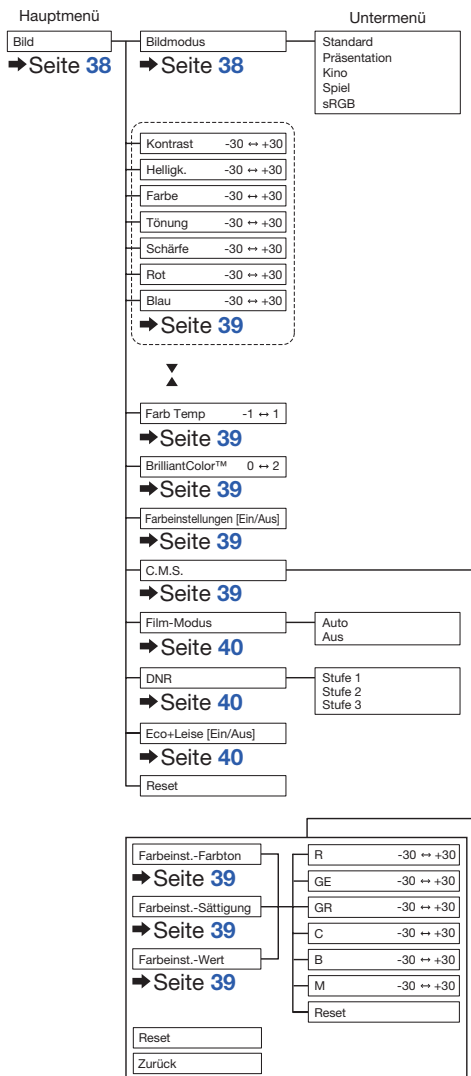 Hauptmenü
Untermenü
Bild
➡Seite 38
Bildmodus
➡Seite 38
Standard
Präsentation
Kino
Spiel
sRGB
Kontrast -30 ↔ +30
Helligk. -30 ↔ +30
Farbe -30 ↔ +30
Tönung -30 ↔ +30
Schärfe -30 ↔ +30
Rot -30 ↔ +30
Blau -30 ↔ +30
➡Seite 39
Farb Temp -1 ↔ 1
➡Seite 39
BrilliantColor™ 0 ↔ 2
➡Seite 39
Farbeinstellungen [Ein/Aus]
➡Seite 39
C.M.S.
➡Seite 39
Film-Modus
➡Seite 40
Auto
Aus
DNR
➡Seite 40
Stufe 1
Stufe 2
Stufe 3
Eco+Leise [Ein/Aus]
➡Seite 40
Reset
Farbeinst.-Farbton
➡Seite 39
Farbeinst.-Sättigung
➡Seite 39
Farbeinst.-Wert
➡Seite 39
R -30 ↔ +30
GE -30 ↔ +30
GR -30 ↔ +30
C -30 ↔ +30
B -30 ↔ +30
M -30 ↔ +30
Reset
Reset
Zurück